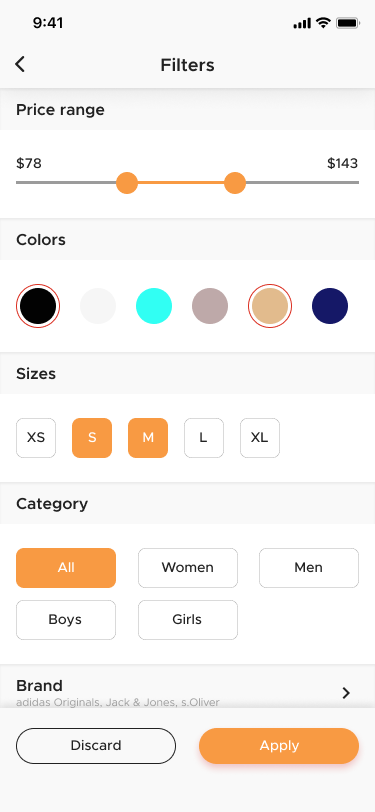 9:41
Filters
Price range
$78 $143
Colors
Sizes
XS S M L XL
Category
All Women Men
Boys Girls
Brand
adidas Originals, Jack & Jones, s.Oliver
Discard Apply